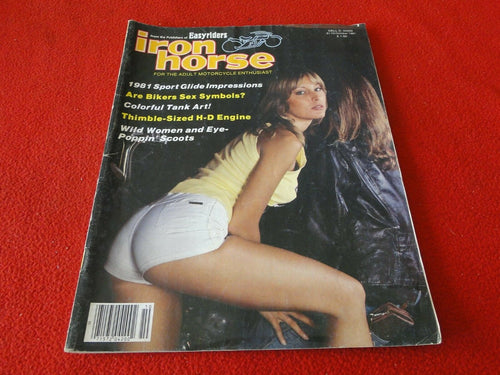 from the Publishers of Easyriders
iron
horse
FOR THE ADULT MOTORCYCLE ENTHUSIAST
1981 Sport Glide Impressions
Are Bikers Sex Symbols?
Colorful Tank Art!
Thimble-Sized H-D Engine
Wild Women and Eye-
Poppin' Scoots